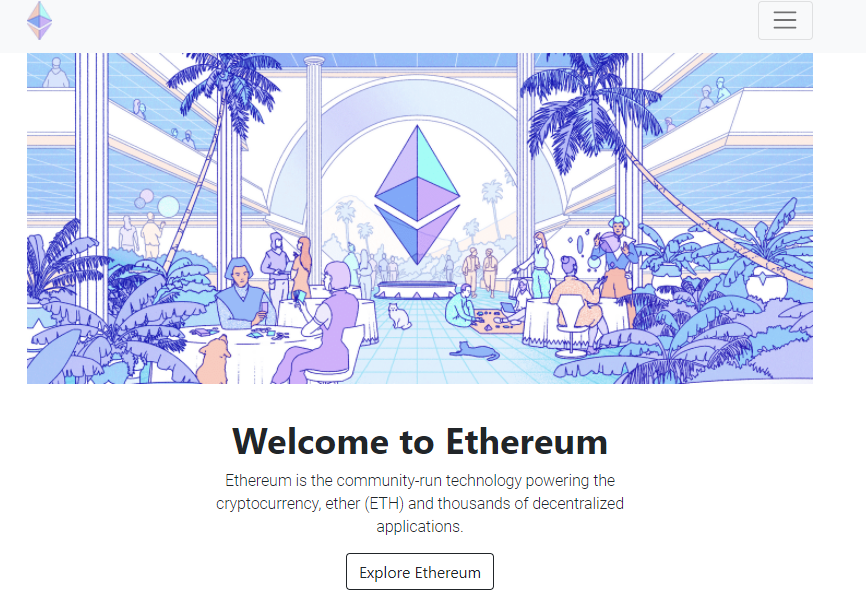 Welcome to Ethereum
Ethereum is the community-run technology powering the
cryptocurrency, ether (ETH) and thousands of decentralized
applications.
Explore Ethereum